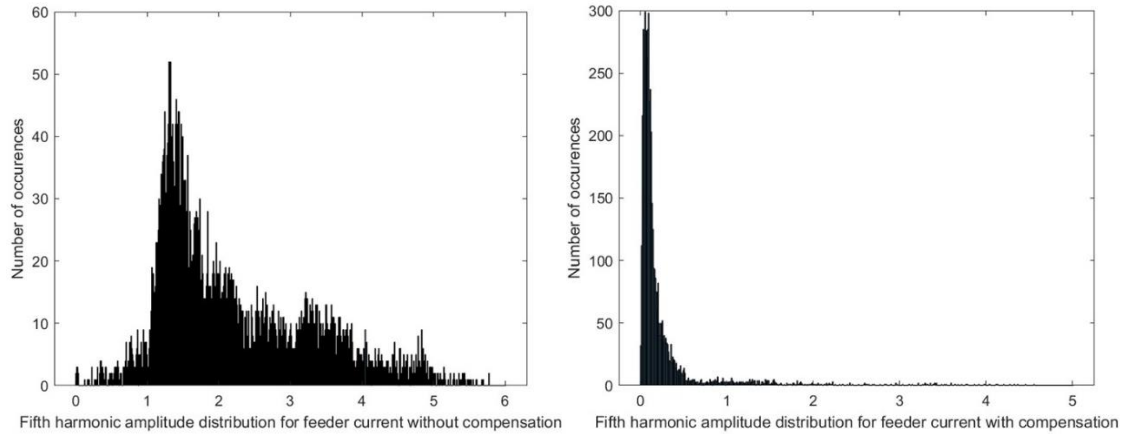 60
50
40
30
20
10
0
Number of occurences
0 1 2 3 4 5 6
Fifth harmonic amplitude distribution for feeder current without compensation
300
250
200
150
100
50
0
Number of occurences
0 1 2 3 4 5
Fifth harmonic amplitude distribution for feeder current with compensation